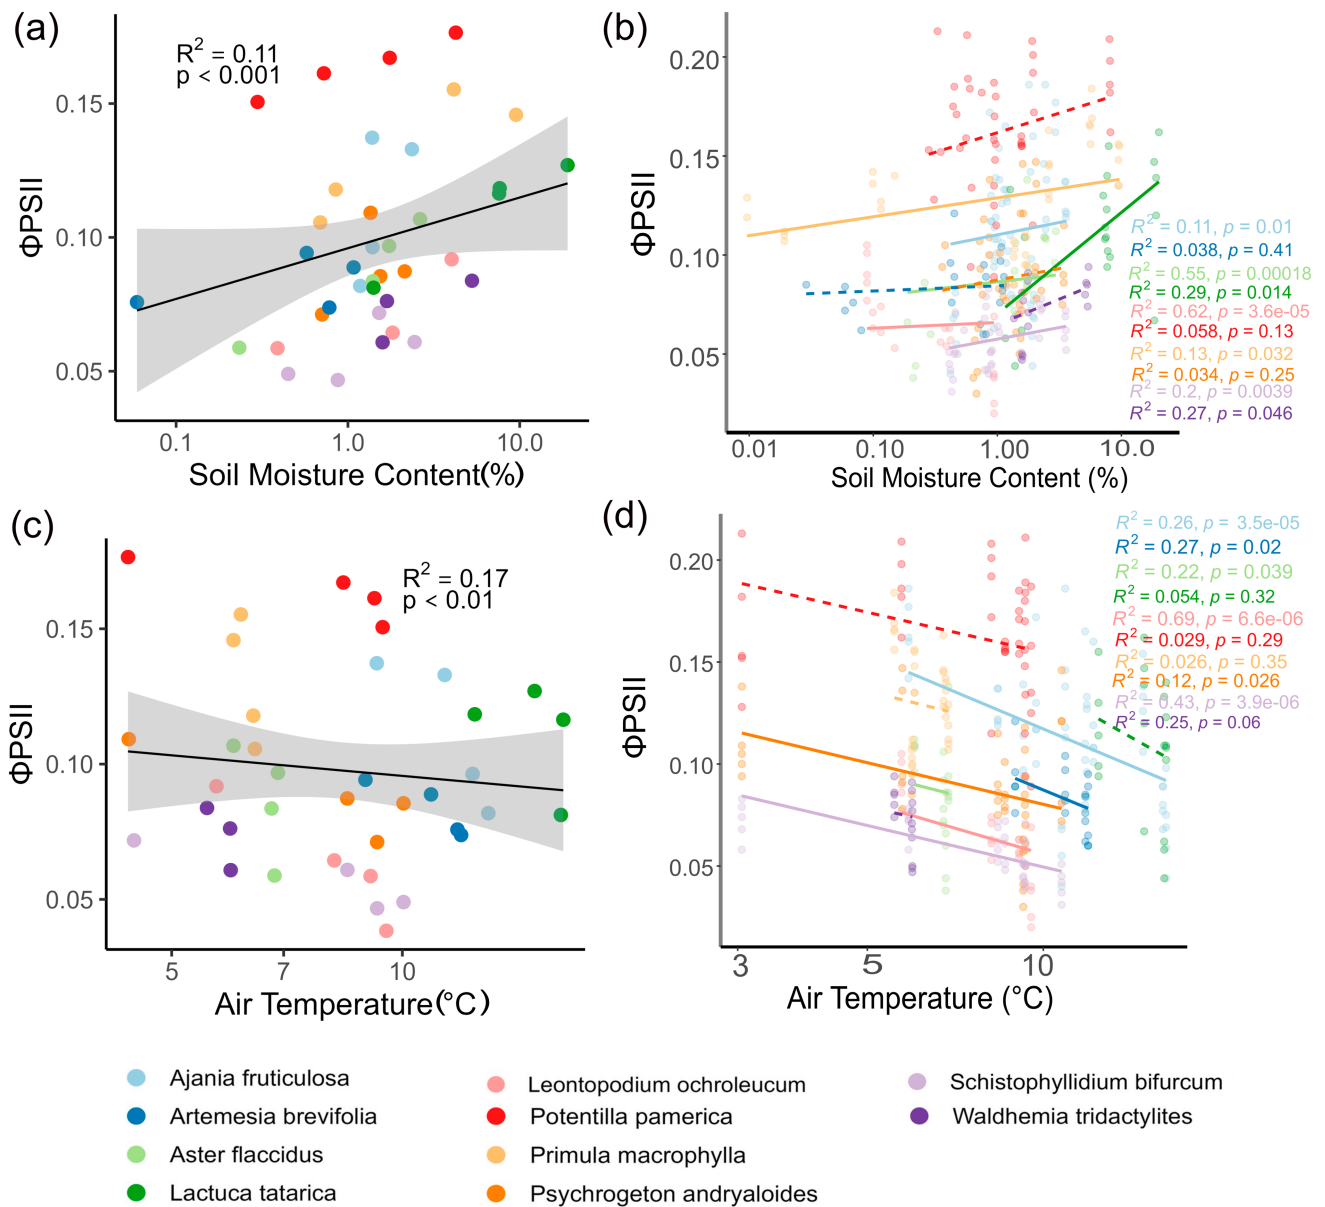 (a)
R² = 0.11
p < 0.001
0.15
0.10
0.05
ΦPSII
0.1
1.0
10.0
Soil Moisture Content(%)
(b)
0.20
0.15
0.10
0.05
ΦPSII
R² = 0.11, p = 0.01
R² = 0.038, p = 0.41
R² = 0.55, p = 0.00018
R² = 0.29, p = 0.014
R² = 0.62, p = 3.6e-05
R² = 0.058, p = 0.13
R² = 0.13, p = 0.032
R² = 0.034, p = 0.25
R² = 0.2, p = 0.0039
R² = 0.27, p = 0.046
0.01
0.10
1.00
10.0
Soil Moisture Content (%)
(c)
R² = 0.17
p < 0.01
0.15
0.10
0.05
ΦPSII
5
7
10
Air Temperature(°C)
(d)
0.20
0.15
0.10
0.05
ΦPSII
R² = 0.26, p = 3.5e-05
R² = 0.27, p = 0.02
R² = 0.22, p = 0.039
R² = 0.054, p = 0.32
R² = 0.69, p = 6.6e-06
R² = 0.029, p = 0.29
R² = 0.026, p = 0.35
R² = 0.12, p = 0.026
R² = 0.43, p = 3.9e-06
R² = 0.25, p = 0.06
3
5
10
Air Temperature (°C)
Ajania fruticulosa
Artemesia brevifolia
Aster flaccidus
Lactuca tatarica
Leontopodium ochroleucum
Potentilla pamerica
Primula macrophylla
Psychrogeton andryaloides
Schistophyllidium bifurcum
Waldhemia tridactylites